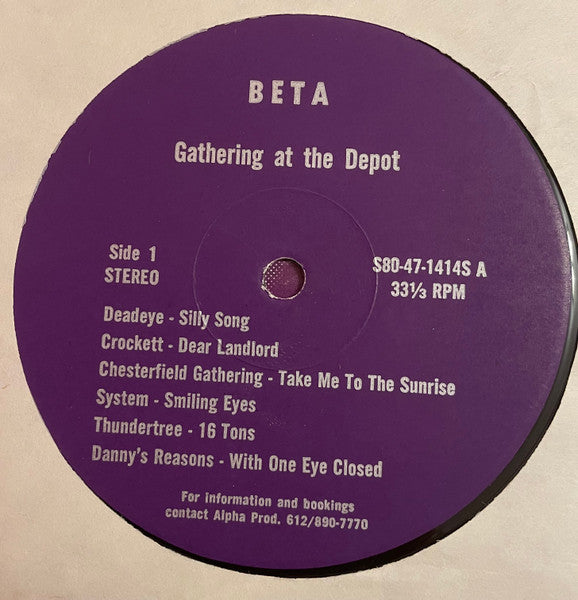 BETA
Gathering at the Depot
Side 1
STEREO
S80-47-1414S A
33⅓ RPM
Deadeye - Silly Song
Crockett - Dear Landlord
Chesterfield Gathering - Take Me To The Sunrise
System - Smiling Eyes
Thundertree - 16 Tons
Danny's Reasons - With One Eye Closed
For information and bookings
contact Alpha Prod. 612/890-7770